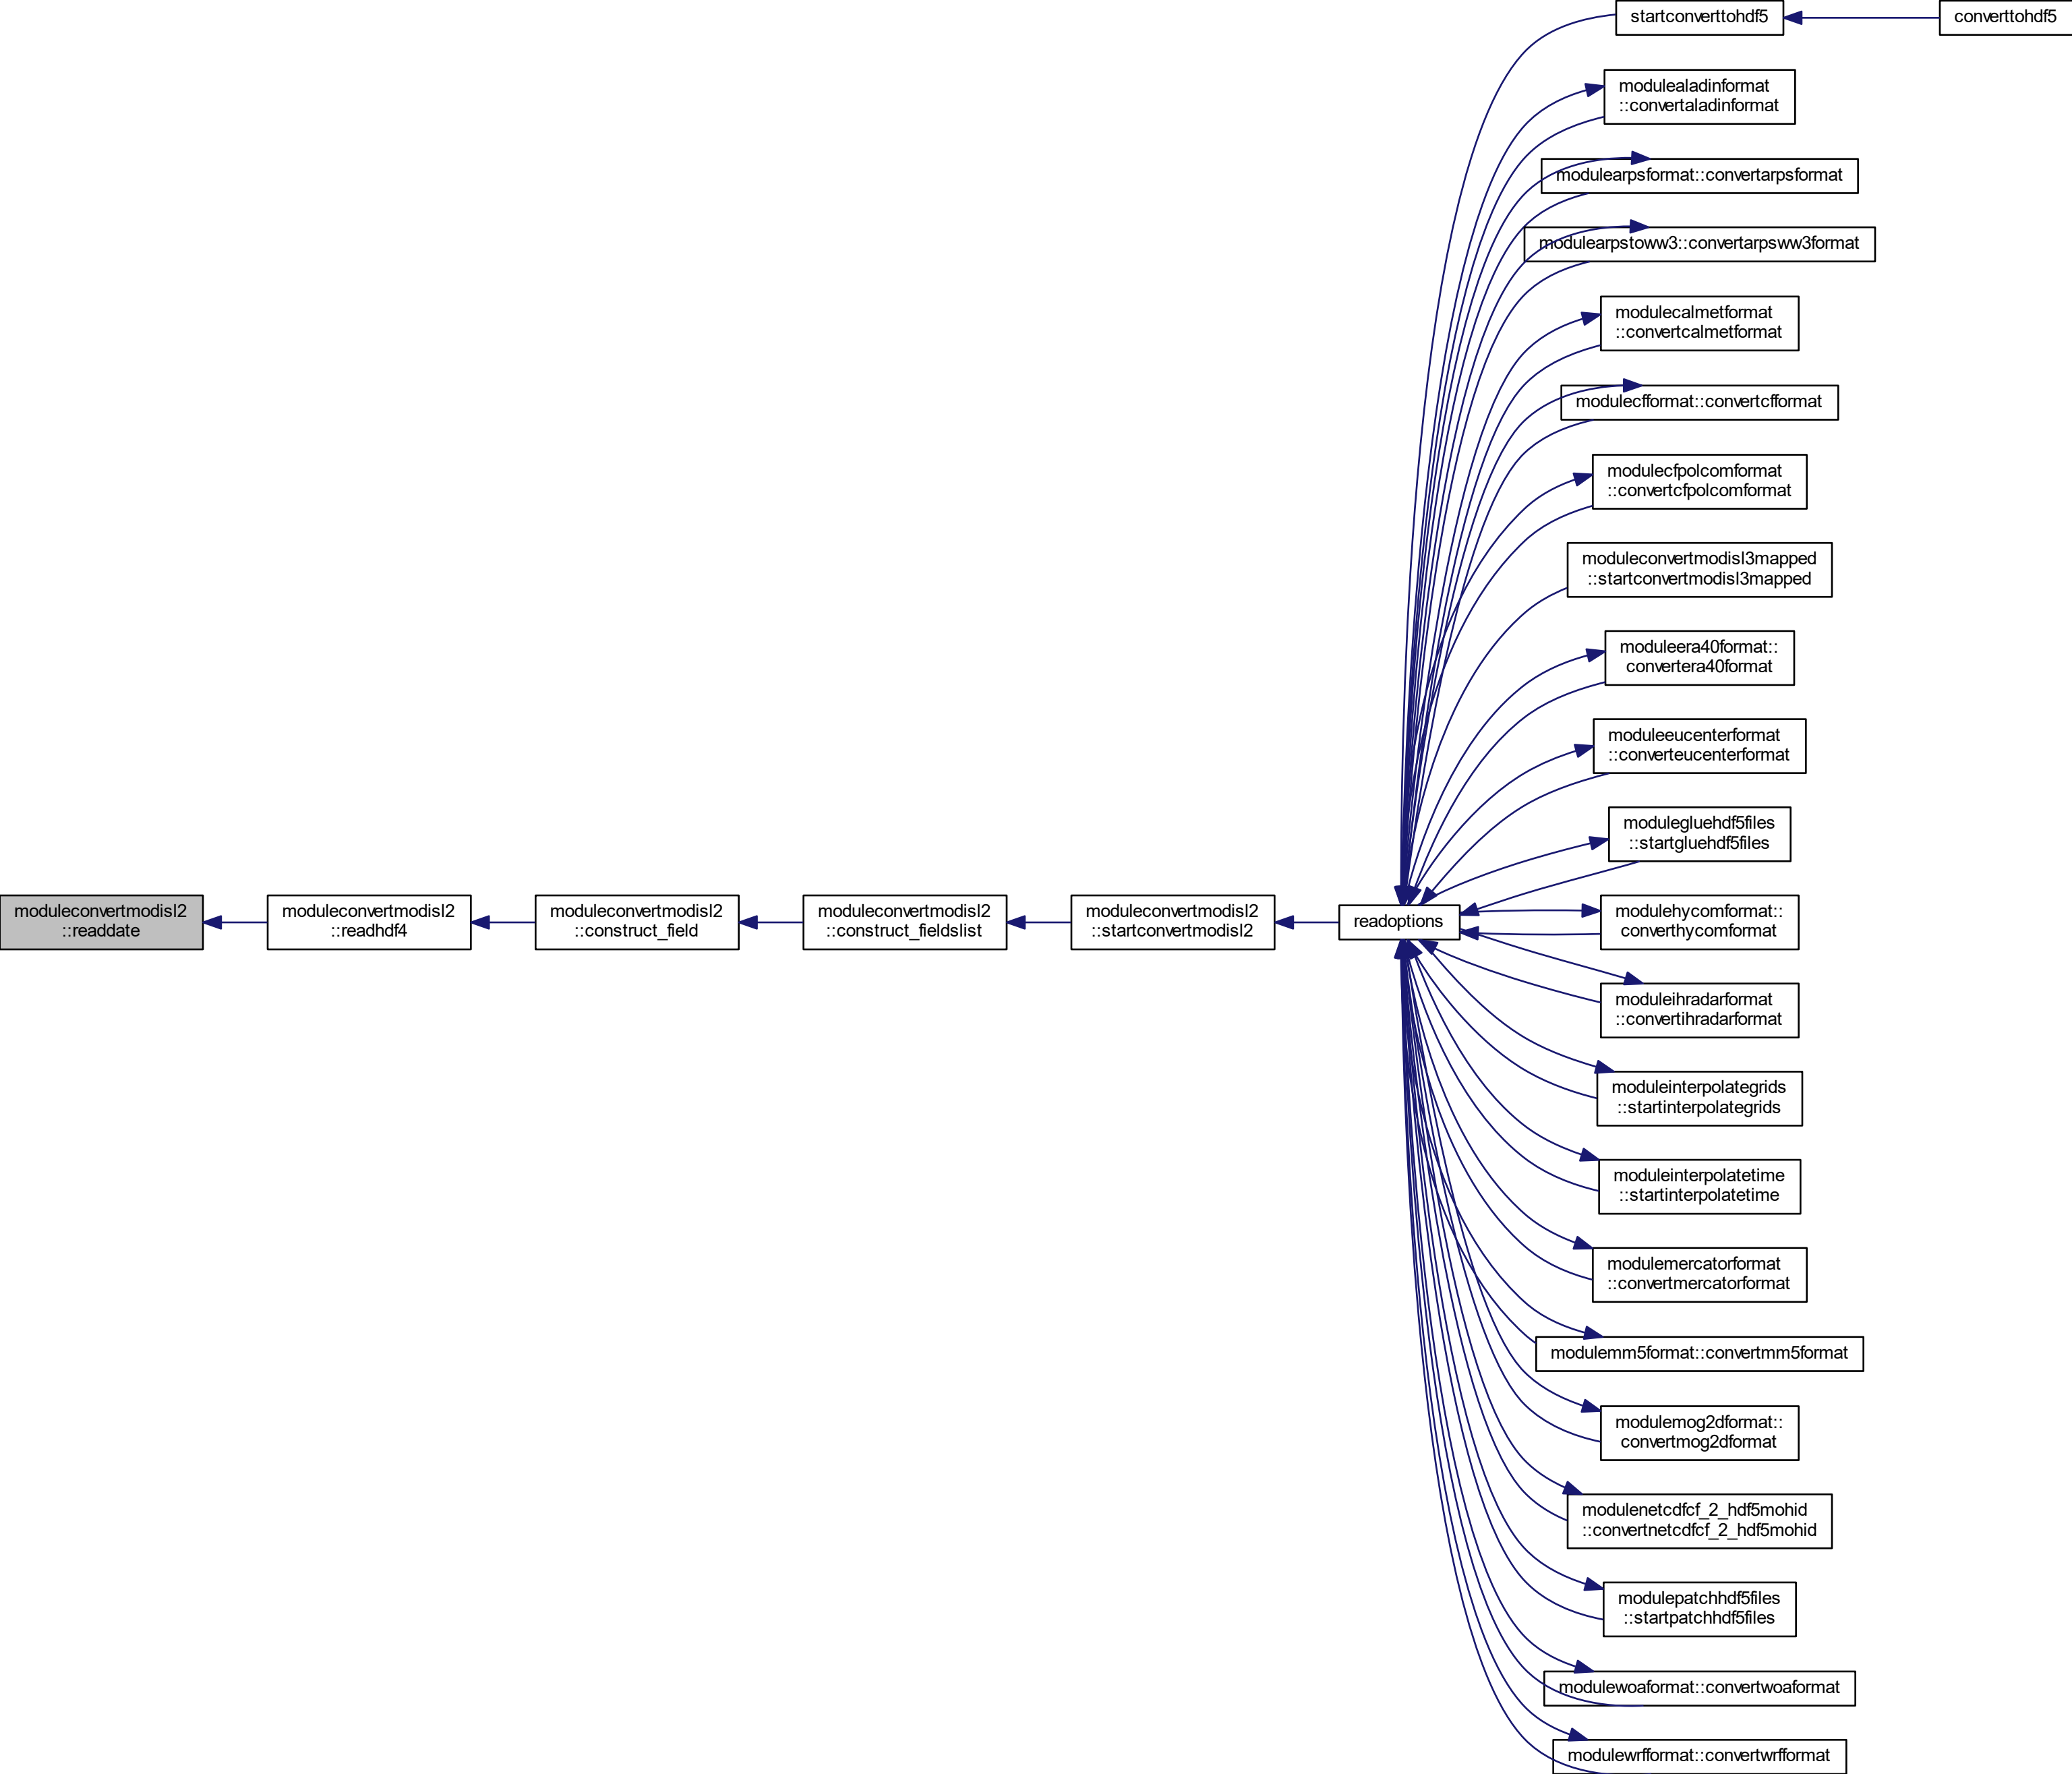 startconverttohdf5
converttohdf5
modulealadinformat
::convertaladinformat
modulearpsformat::convertarpsformat
modulearpstoww3::convertarpsww3format
modulecalmetformat
::convertcalmetformat
modulecfformat::convertcfformat
modulecfpolcomformat
::convertcfpolcomformat
moduleconvertmodisl3mapped
::startconvertmodisl3mapped
moduleera40format::
convertera40format
moduleeucenterformat
::converteucenterformat
modulegluehdf5files
::startgluehdf5files
moduleconvertmodisl2
::readdate
moduleconvertmodisl2
::readhdf4
moduleconvertmodisl2
::construct_field
moduleconvertmodisl2
::construct_fieldslist
moduleconvertmodisl2
::startconvertmodisl2
readoptions
modulehycomformat::
converthycomformat
moduleihradarformat
::convertihradarformat
moduleinterpolategrids
::startinterpolategrids
moduleinterpolatetime
::startinterpolatetime
modulemercatorformat
::convertmercatorformat
modulemm5format::convertmm5format
modulemog2dformat::
convertmog2dformat
modulenetcdfcf_2_hdf5mohid
::convertnetcdfcf_2_hdf5mohid
modulepatchhdf5files
::startpatchhdf5files
modulewoaformat::convertwoaformat
modulewrfformat::convertwrfformat